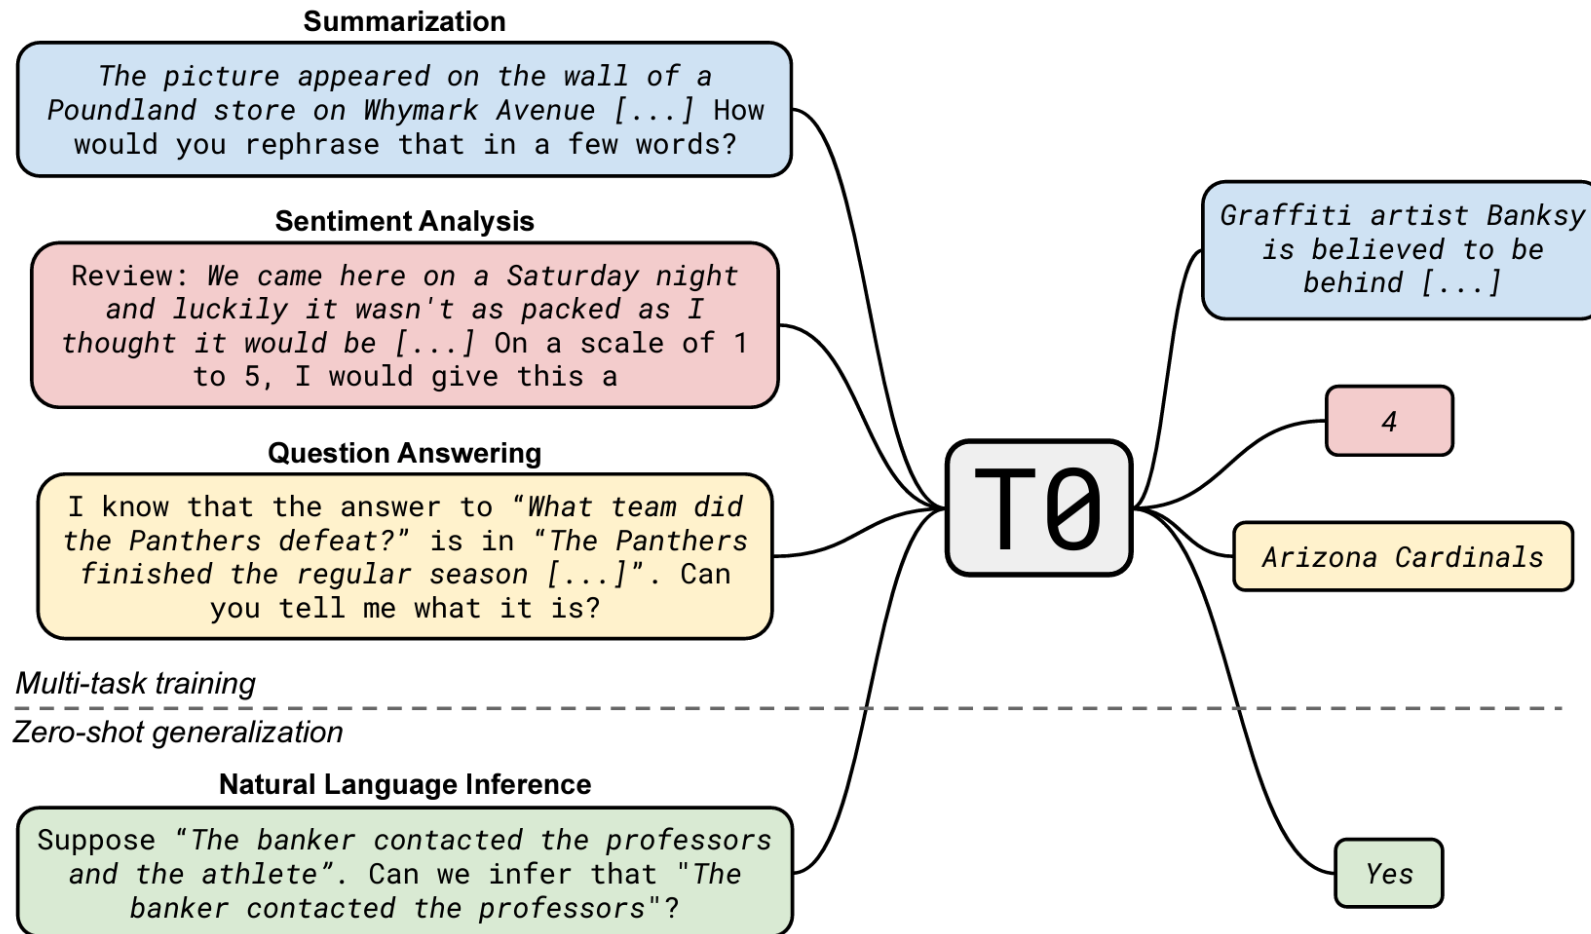 Summarization
The picture appeared on the wall of a
Poundland store on Whymark Avenue [...] How
would you rephrase that in a few words?
Sentiment Analysis
Review: We came here on a Saturday night
and luckily it wasn't as packed as I
thought it would be [...] On a scale of 1
to 5, I would give this a
Question Answering
I know that the answer to “What team did
the Panthers defeat?” is in “The Panthers
finished the regular season [...]”. Can
you tell me what it is?
Multi-task training
Zero-shot generalization
Natural Language Inference
Suppose “The banker contacted the professors
and the athlete”. Can we infer that "The
banker contacted the professors"?
T0
Graffiti artist Banksy
is believed to be
behind [...]
4
Arizona Cardinals
Yes